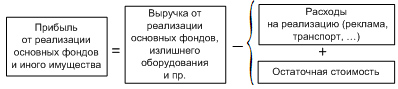 Прибыль
от реализации
основных фондов
и иного имущества
=
Выручка от
реализации
основных фондов,
излишнего
оборудования
и пр.
−
Расходы
на реализацию (реклама,
транспорт, ...)
+
Остаточная стоимость